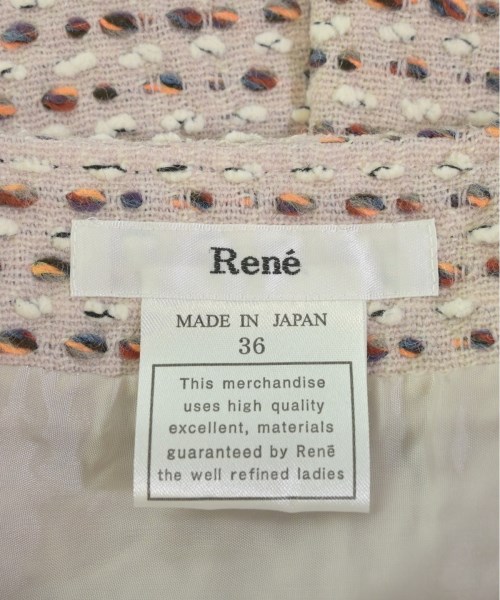 René
MADE IN JAPAN
36
This merchandise
uses high quality
excellent, materials
guaranteed by Renē
the well refined ladies